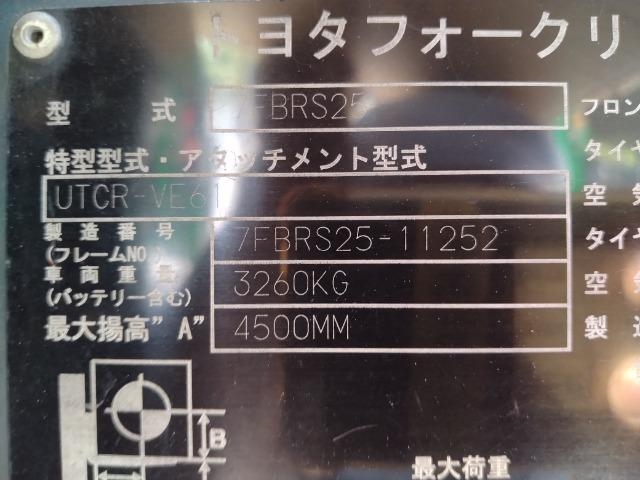 トヨタフォークリ
型 式 7FBRS25
フロン
特型型式・アタッチメント型式
タイヤ
UTCR-VE61
空気
製造番号
(フレームNO.) 7FBRS25-11252
タイヤ
車両重量
(バッテリー含む) 3260KG
空気
最大揚高"A" 4500MM
製造
B
最大荷重